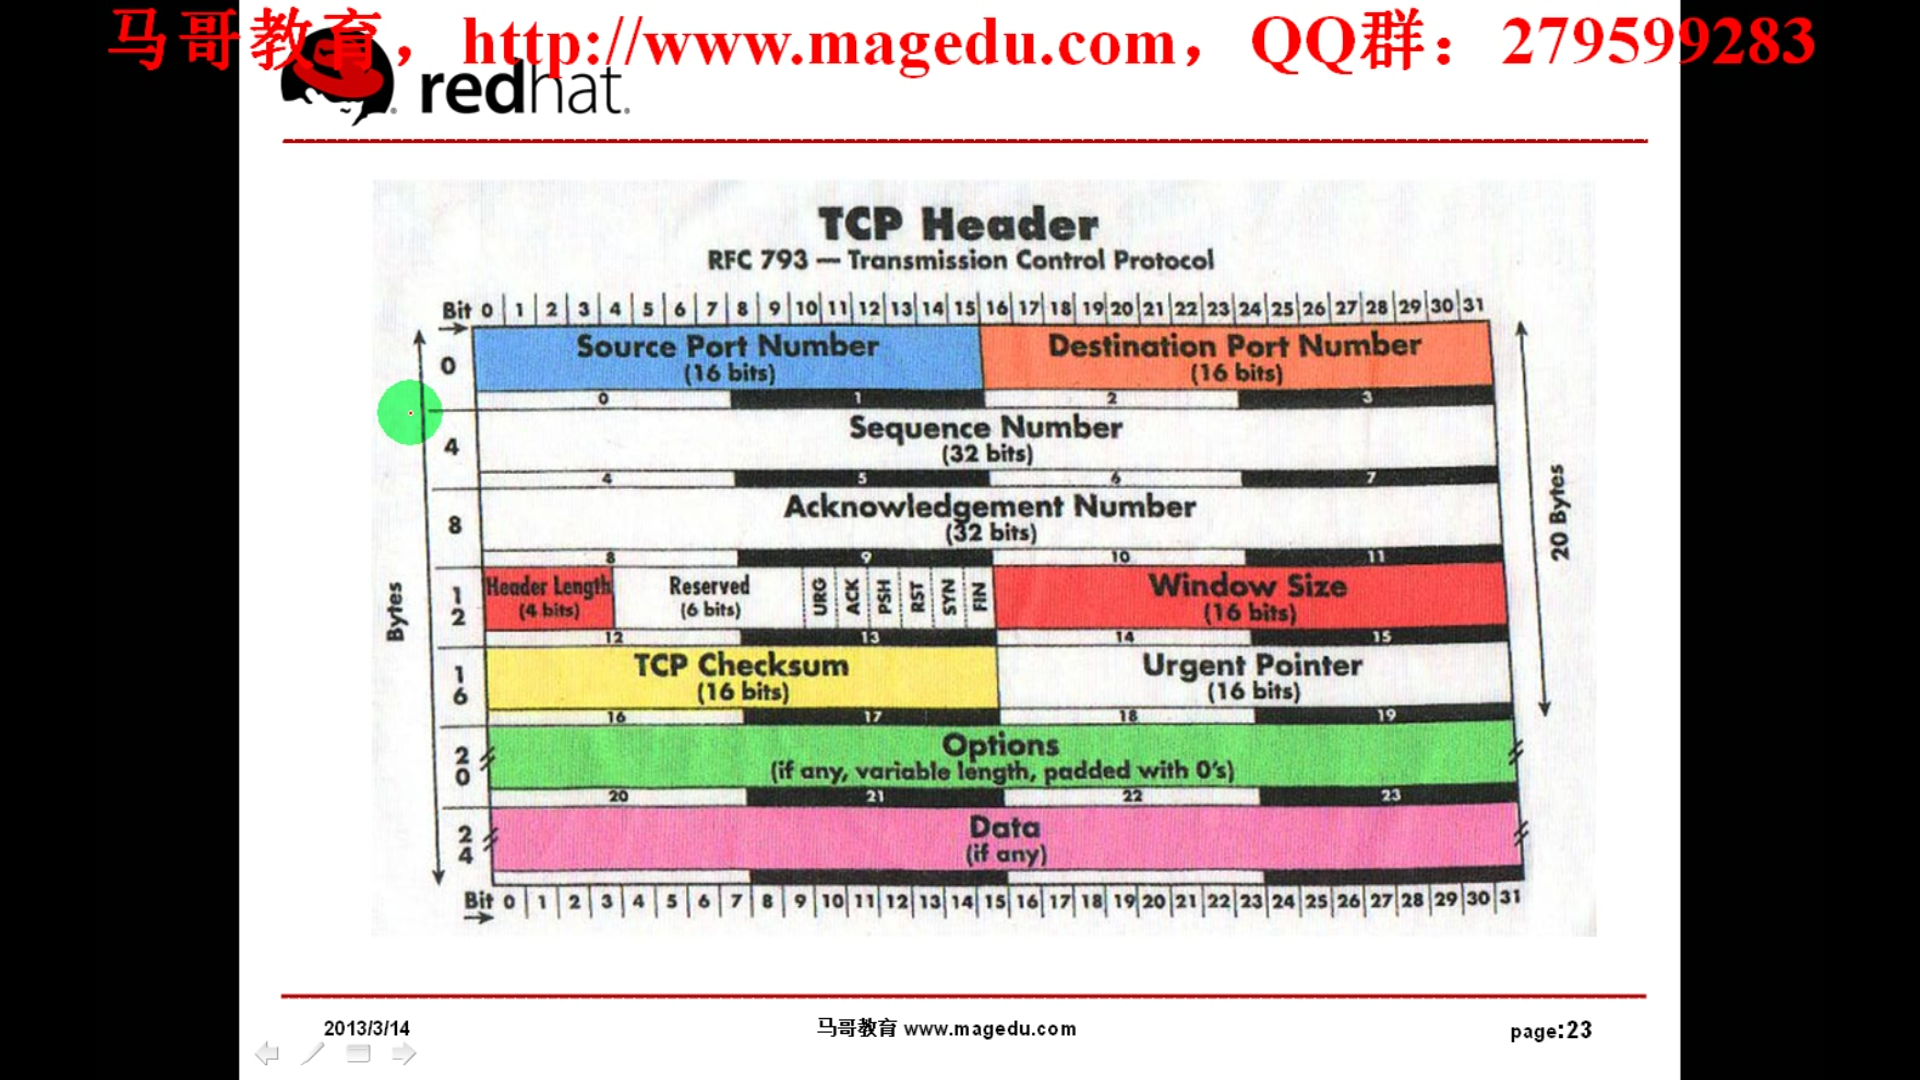 马哥教育，http://www.magedu.com，QQ群：279599283
redhat.
TCP Header
RFC 793 — Transmission Control Protocol
Bit 0 1 2 3 4 5 6 7 8 9 10 11 12 13 14 15 16 17 18 19 20 21 22 23 24 25 26 27 28 29 30 31
0
Source Port Number
(16 bits)
Destination Port Number
(16 bits)
0 1 2 3
4
Sequence Number
(32 bits)
4 5 6 7
8
Acknowledgement Number
(32 bits)
8 9 10 11
12
Header Length
(4 bits)
Reserved
(6 bits)
URG
ACK
PSH
RST
SYN
FIN
Window Size
(16 bits)
12 13 14 15
16
TCP Checksum
(16 bits)
Urgent Pointer
(16 bits)
16 17 18 19
20
Options
(if any, variable length, padded with 0's)
20 21 22 23
24
Data
(if any)
Bit 0 1 2 3 4 5 6 7 8 9 10 11 12 13 14 15 16 17 18 19 20 21 22 23 24 25 26 27 28 29 30 31
Bytes
20 Bytes
2013/3/14
马哥教育 www.magedu.com
page:23